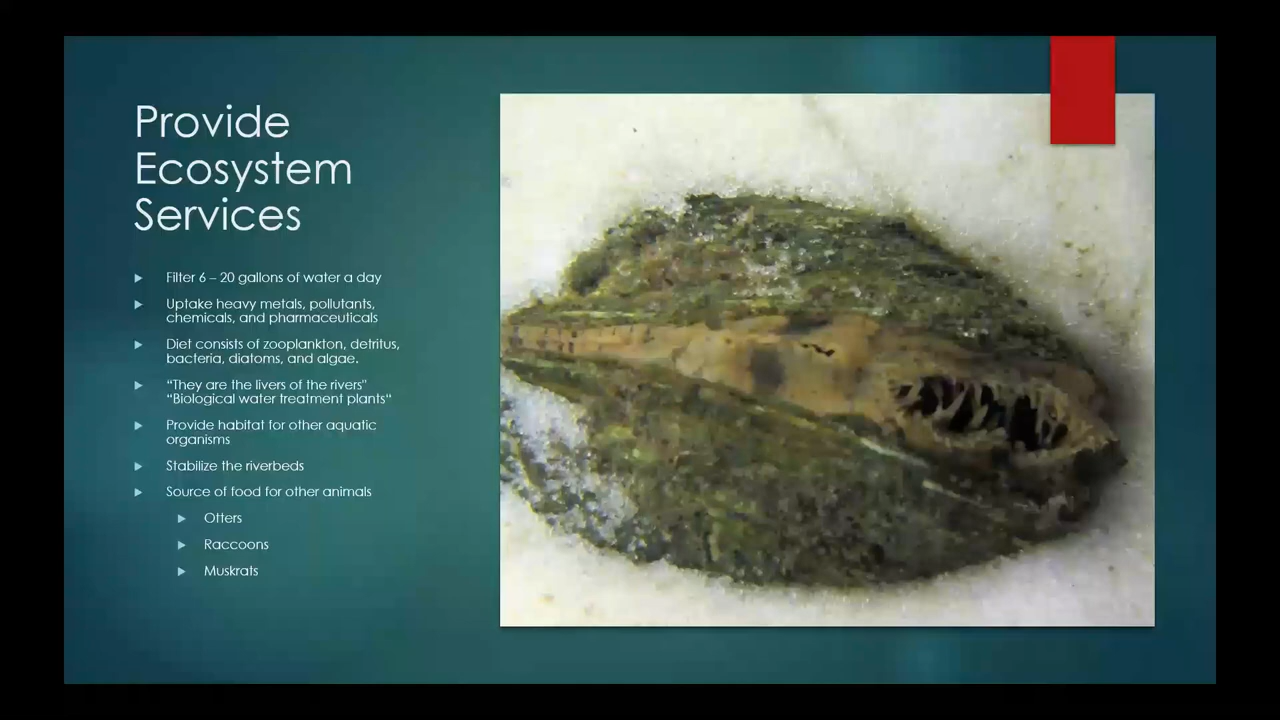 Provide
Ecosystem
Services
Filter 6 – 20 gallons of water a day
Uptake heavy metals, pollutants,
chemicals, and pharmaceuticals
Diet consists of zooplankton, detritus,
bacteria, diatoms, and algae.
“They are the livers of the rivers”
“Biological water treatment plants“
Provide habitat for other aquatic
organisms
Stabilize the riverbeds
Source of food for other animals
Otters
Raccoons
Muskrats